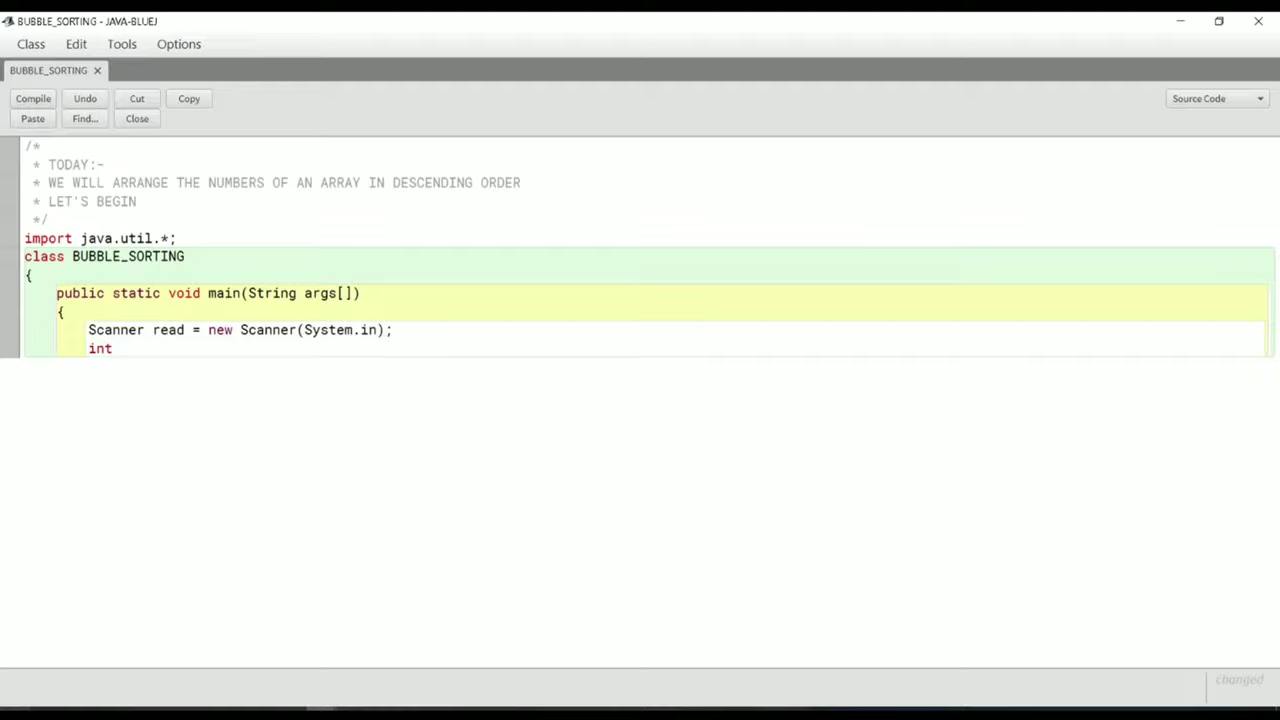 BUBBLE_SORTING - JAVA-BLUEJ
Class Edit Tools Options
BUBBLE_SORTING ×
Compile Undo Cut Copy Source Code
Paste Find... Close
/*
* TODAY:-
* WE WILL ARRANGE THE NUMBERS OF AN ARRAY IN DESCENDING ORDER
* LET'S BEGIN
*/
import java.util.*;
class BUBBLE_SORTING
{
public static void main(String args[])
{
Scanner read = new Scanner(System.in);
int
changed